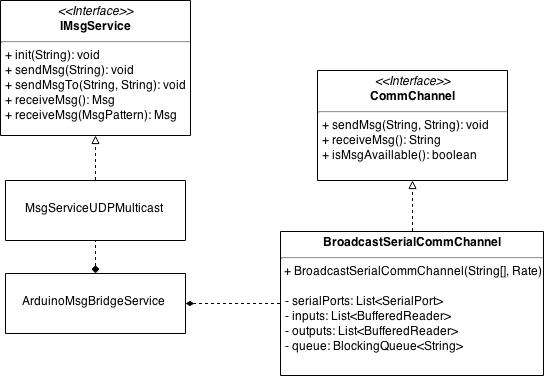 <<Interface>>
IMsgService
+ init(String): void
+ sendMsg(String): void
+ sendMsgTo(String, String): void
+ receiveMsg(): Msg
+ receiveMsg(MsgPattern): Msg
<<Interface>>
CommChannel
+ sendMsg(String, String): void
+ receiveMsg(): String
+ isMsgAvaillable(): boolean
MsgServiceUDPMulticast
ArduinoMsgBridgeService
BroadcastSerialCommChannel
+ BroadcastSerialCommChannel(String[], Rate)
- serialPorts: List<SerialPort>
- inputs: List<BufferedReader>
- outputs: List<BufferedReader>
- queue: BlockingQueue<String>